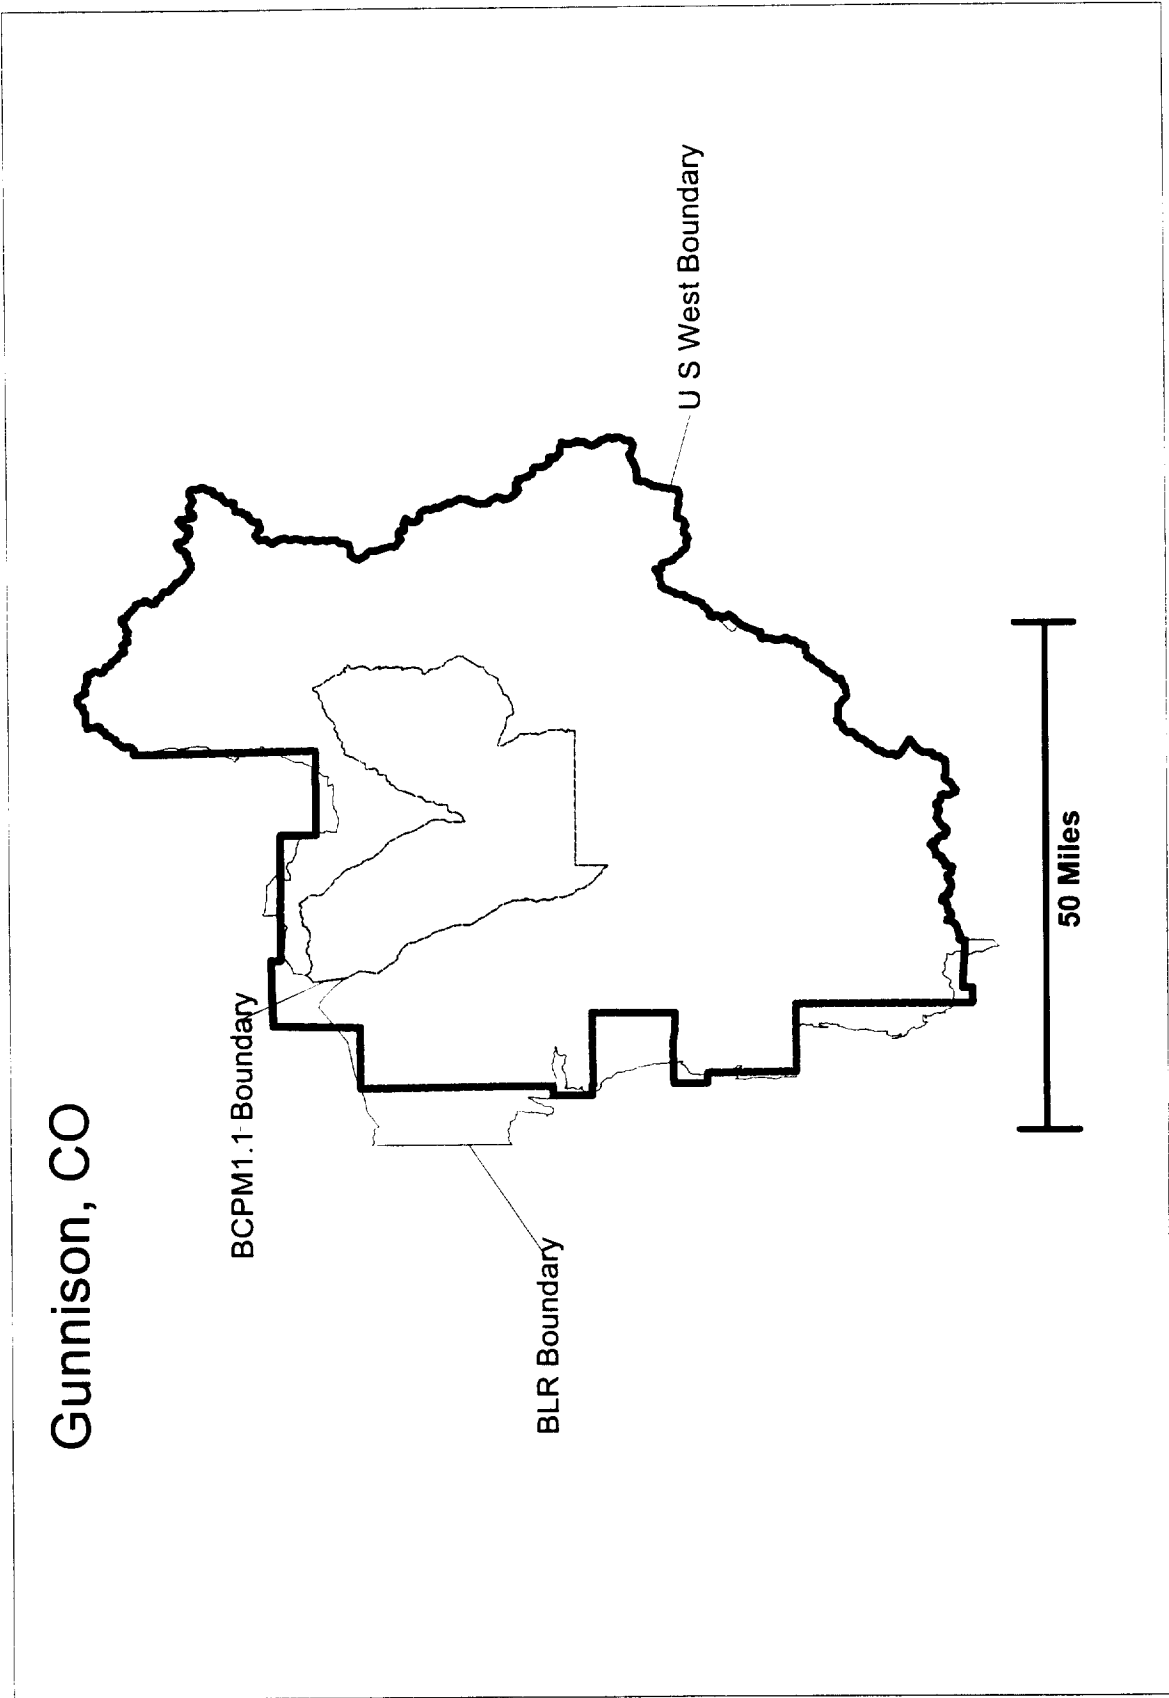 Gunnison, CO
BCPM1.1 Boundary
BLR Boundary
U S West Boundary
50 Miles